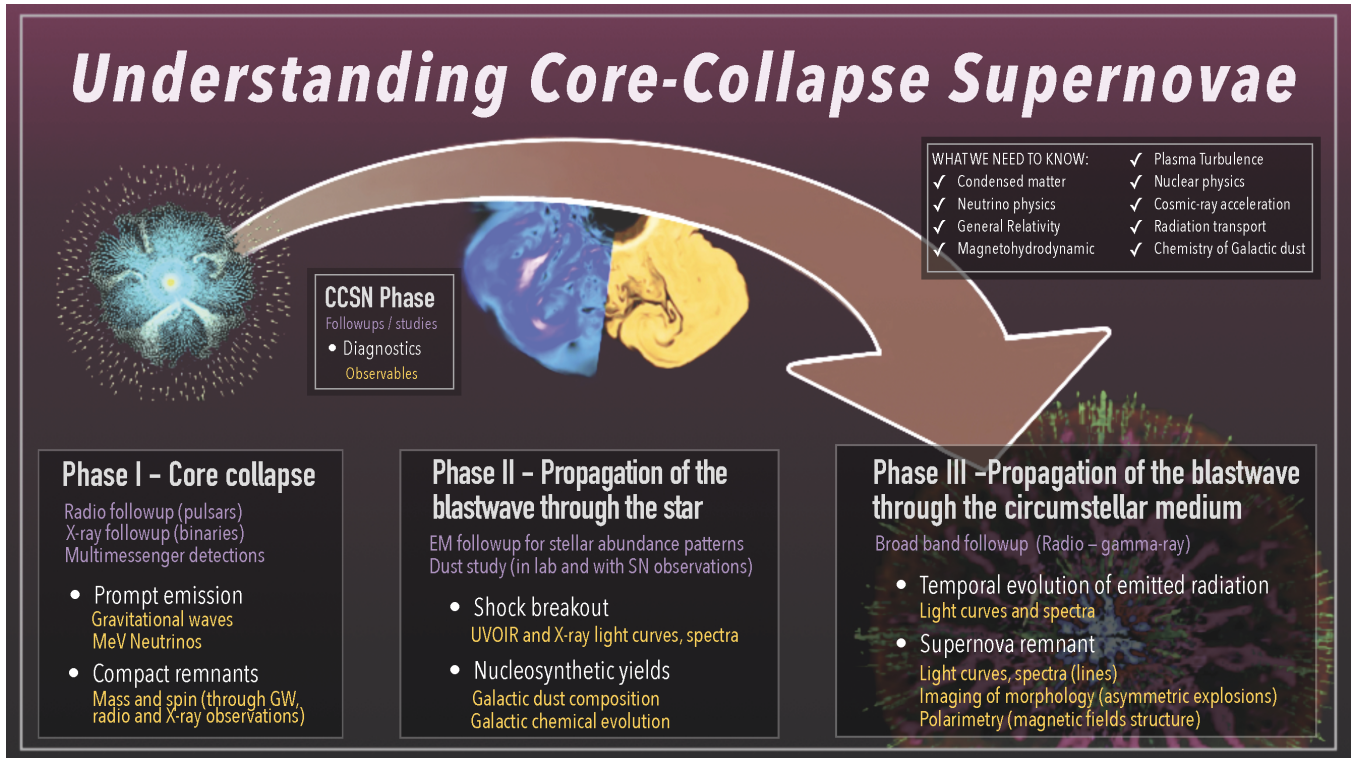 Understanding Core-Collapse Supernovae
WHAT WE NEED TO KNOW:
✓ Condensed matter
✓ Neutrino physics
✓ General Relativity
✓ Magnetohydrodynamic
✓ Plasma Turbulence
✓ Nuclear physics
✓ Cosmic-ray acceleration
✓ Radiation transport
✓ Chemistry of Galactic dust
CCSN Phase
Followups / studies
• Diagnostics
Observables
Phase I – Core collapse
Radio followup (pulsars)
X-ray followup (binaries)
Multimessenger detections
• Prompt emission
Gravitational waves
MeV Neutrinos
• Compact remnants
Mass and spin (through GW,
radio and X-ray observations)
Phase II – Propagation of the
blastwave through the star
EM followup for stellar abundance patterns
Dust study (in lab and with SN observations)
• Shock breakout
UVOIR and X-ray light curves, spectra
• Nucleosynthetic yields
Galactic dust composition
Galactic chemical evolution
Phase III –Propagation of the blastwave
through the circumstellar medium
Broad band followup (Radio – gamma-ray)
• Temporal evolution of emitted radiation
Light curves and spectra
• Supernova remnant
Light curves, spectra (lines)
Imaging of morphology (asymmetric explosions)
Polarimetry (magnetic fields structure)